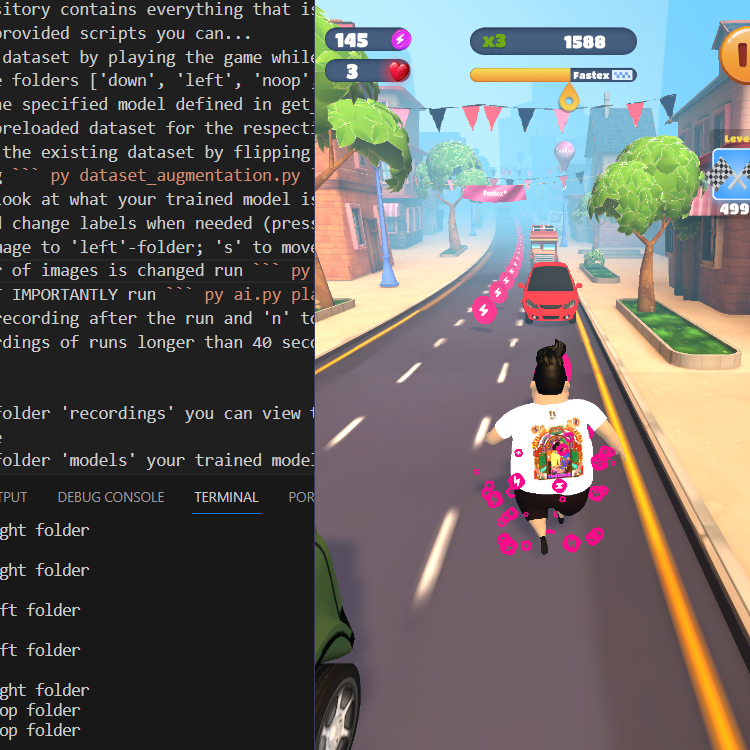 sitory contains everything that is
provided scripts you can...
dataset by playing the game while
e folders ['down', 'left', 'noop',
he specified model defined in get_
preloaded dataset for the respecti
the existing dataset by flipping
g ``` py dataset_augmentation.py
look at what your trained model is
d change labels when needed (press
mage to 'left'-folder; 's' to move
r of images is changed run ``` py
T IMPORTANTLY run ``` py ai.py pla
recording after the run and 'n' to
rdings of runs longer than 40 seco
folder 'recordings' you can view t
e
folder 'models' your trained model
TPUT DEBUG CONSOLE TERMINAL POR
ght folder
ght folder
ft folder
ft folder
ght folder
op folder
op folder
145
3
x3 1588
Fastex
Fastex
Leve
499